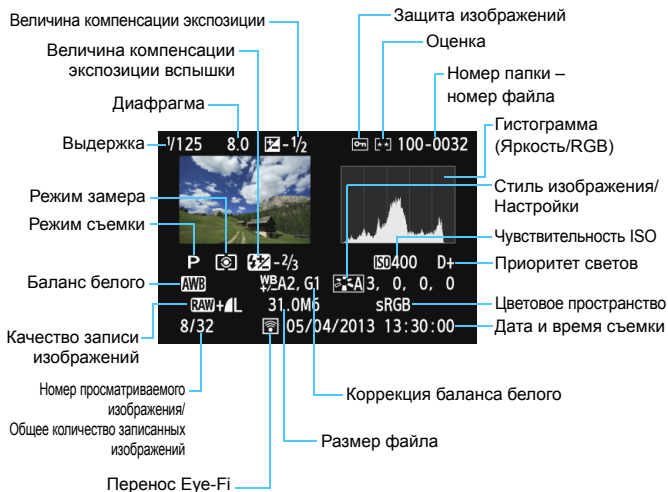 Величина компенсации экспозиции
Величина компенсации
экспозиции вспышки
Диафрагма
Выдержка
Режим замера
Режим съемки
Баланс белого
Качество записи
изображений
Номер просматриваемого
изображения/
Общее количество записанных
изображений
Перенос Eye-Fi
Защита изображений
Оценка
Номер папки –
номер файла
Гистограмма
(Яркость/RGB)
Стиль изображения/
Настройки
Чувствительность ISO
Приоритет светов
Цветовое пространство
Дата и время съемки
Коррекция баланса белого
Размер файла
1/125 8.0 -1/2 100-0032
P -2/3 ISO 400 D+
AWB WB A2, G1 A 3, 0, 0, 0
RAW+L 31.0Мб sRGB
8/32 05/04/2013 13:30:00